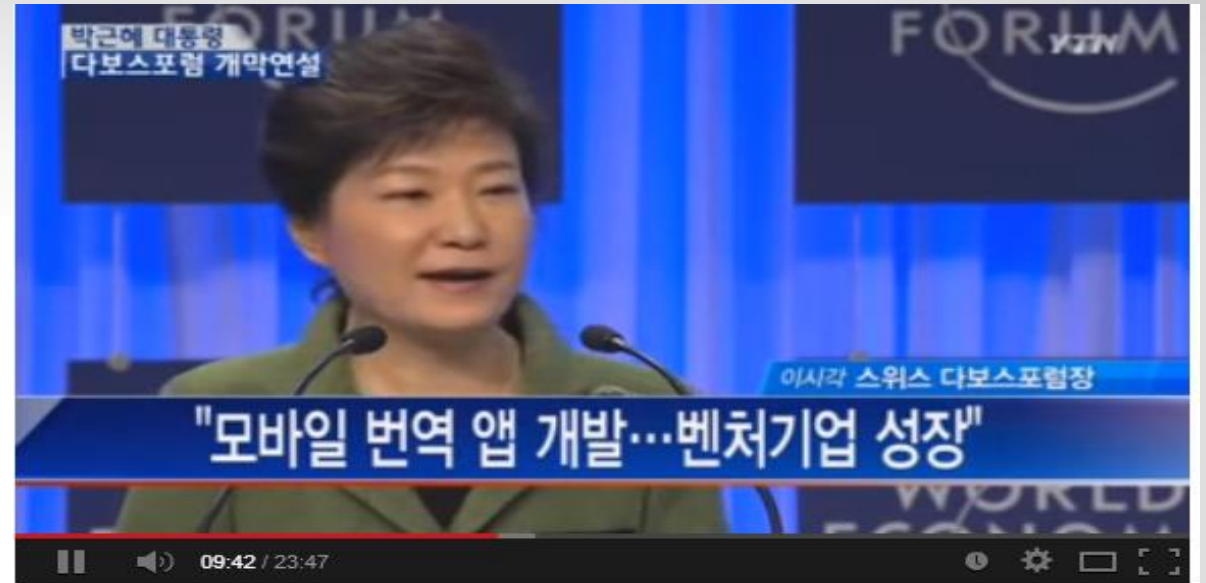 박근혜 대통령
다보스포럼 개막연설
FORUM
FORUM
YTN
이시각 스위스 다보스포럼장
"모바일 번역 앱 개발…벤처기업 성장"
WORLD
ECONOM
09:42 / 23:47